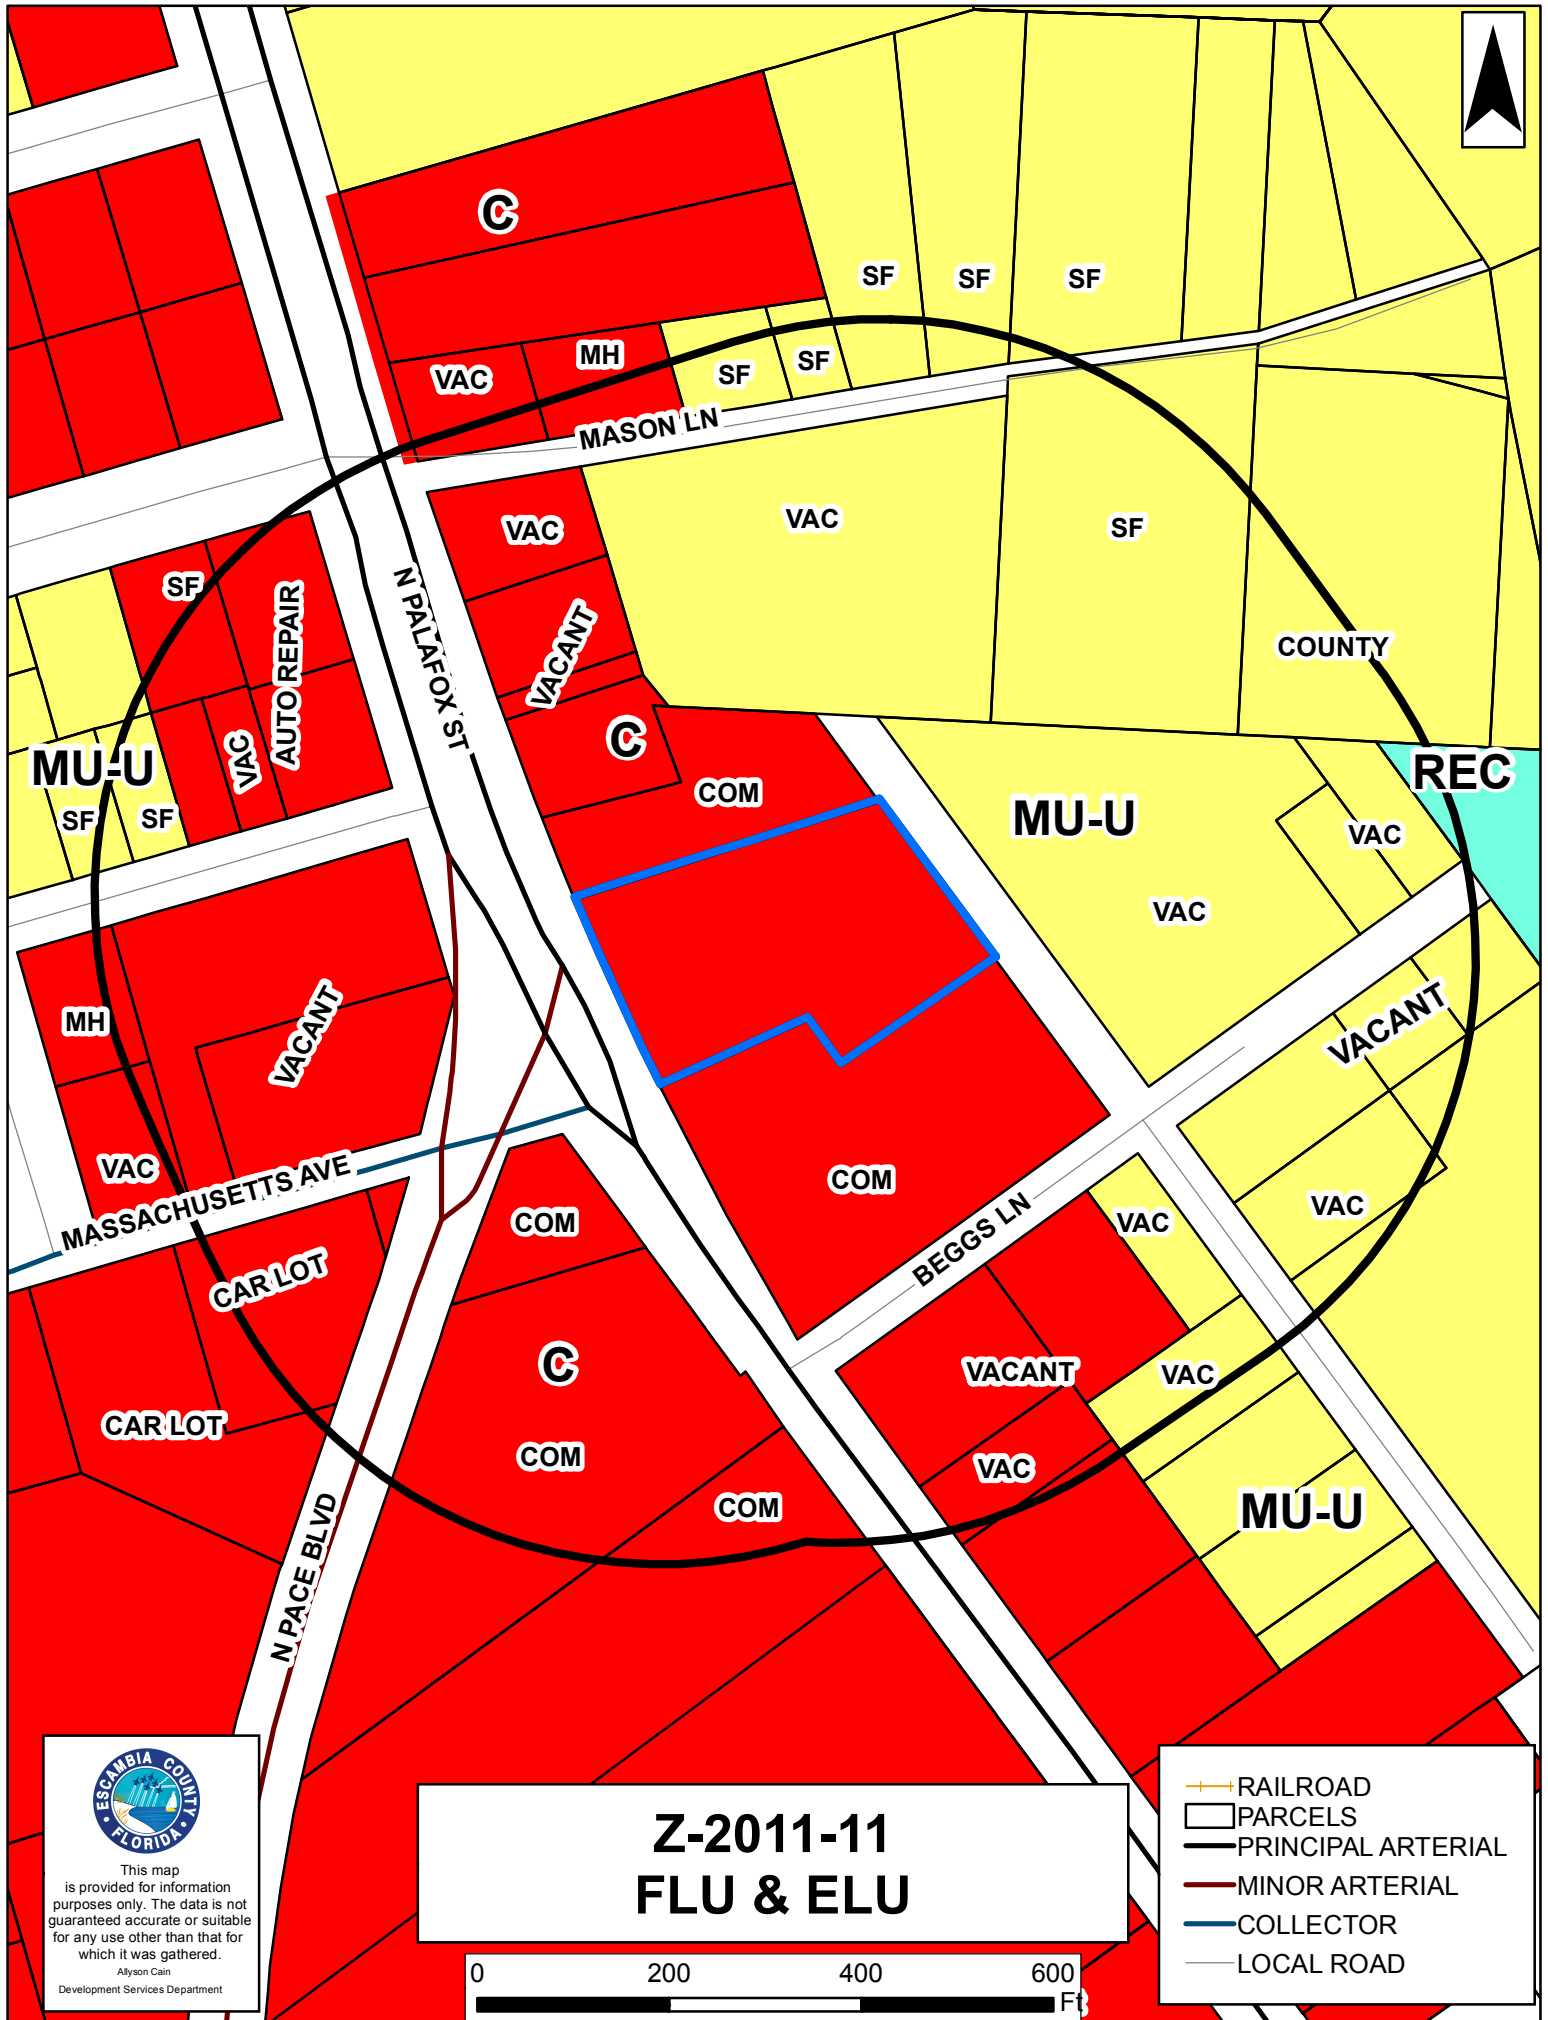 C
SF
SF
SF
MH
VAC
SF
SF
MASON LN
VAC
VAC
SF
SF
N PALAFOX ST
AUTO REPAIR
VACANT
COUNTY
C
MU-U
VAC
REC
COM
MU-U
SF
SF
VAC
VAC
MH
VACANT
VACANT
VAC
MASSACHUSETTS AVE
COM
VAC
COM
VAC
BEGGS LN
CAR LOT
C
VACANT
VAC
CAR LOT
COM
VAC
COM
MU-U
N PACE BLVD
ESCAMBIA COUNTY
FLORIDA
This map
is provided for information
purposes only. The data is not
guaranteed accurate or suitable
for any use other than that for
which it was gathered.
Allyson Cain
Development Services Department
Z-2011-11
FLU & ELU
0 200 400 600
Ft
RAILROAD
PARCELS
PRINCIPAL ARTERIAL
MINOR ARTERIAL
COLLECTOR
LOCAL ROAD